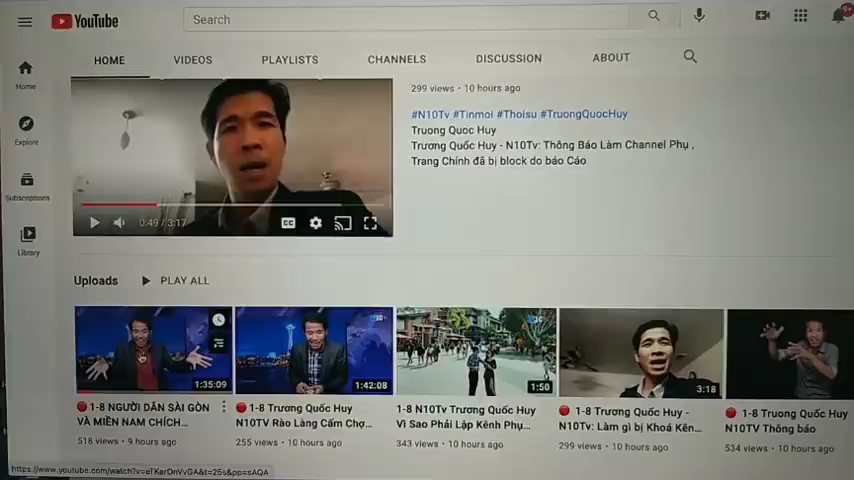 YouTube
Search
9+
HOME
VIDEOS
PLAYLISTS
CHANNELS
DISCUSSION
ABOUT
Home
Explore
Subscriptions
Library
299 views • 10 hours ago
#N10Tv #Tinmoi #Thoisu #TruongQuocHuy
Truong Quoc Huy
Trương Quốc Huy - N10Tv: Thông Báo Làm Channel Phụ ,
Trang Chính đã bị block do báo Cáo
0:49 / 3:17
CC
Uploads
PLAY ALL
1:35:09
1:42:08
1:50
3:18
1-8 NGƯỜI DÂN SÀI GÒN
VÀ MIỀN NAM CHÍCH...
518 views • 9 hours ago
1-8 Trương Quốc Huy
N10TV Rào Làng Cấm Chợ...
255 views • 10 hours ago
1-8 N10Tv Trương Quốc Huy
Vì Sao Phải Lập Kênh Phụ...
343 views • 10 hours ago
1-8 Trương Quốc Huy -
N10Tv: Làm gì bị Khoá Kên...
299 views • 10 hours ago
1-8 Truong Quốc Huy
N10TV Thông báo
534 views • 10 hours ago
https://www.youtube.com/watch?v=eTKerOnVvGA&t=25s&pp=sAQA